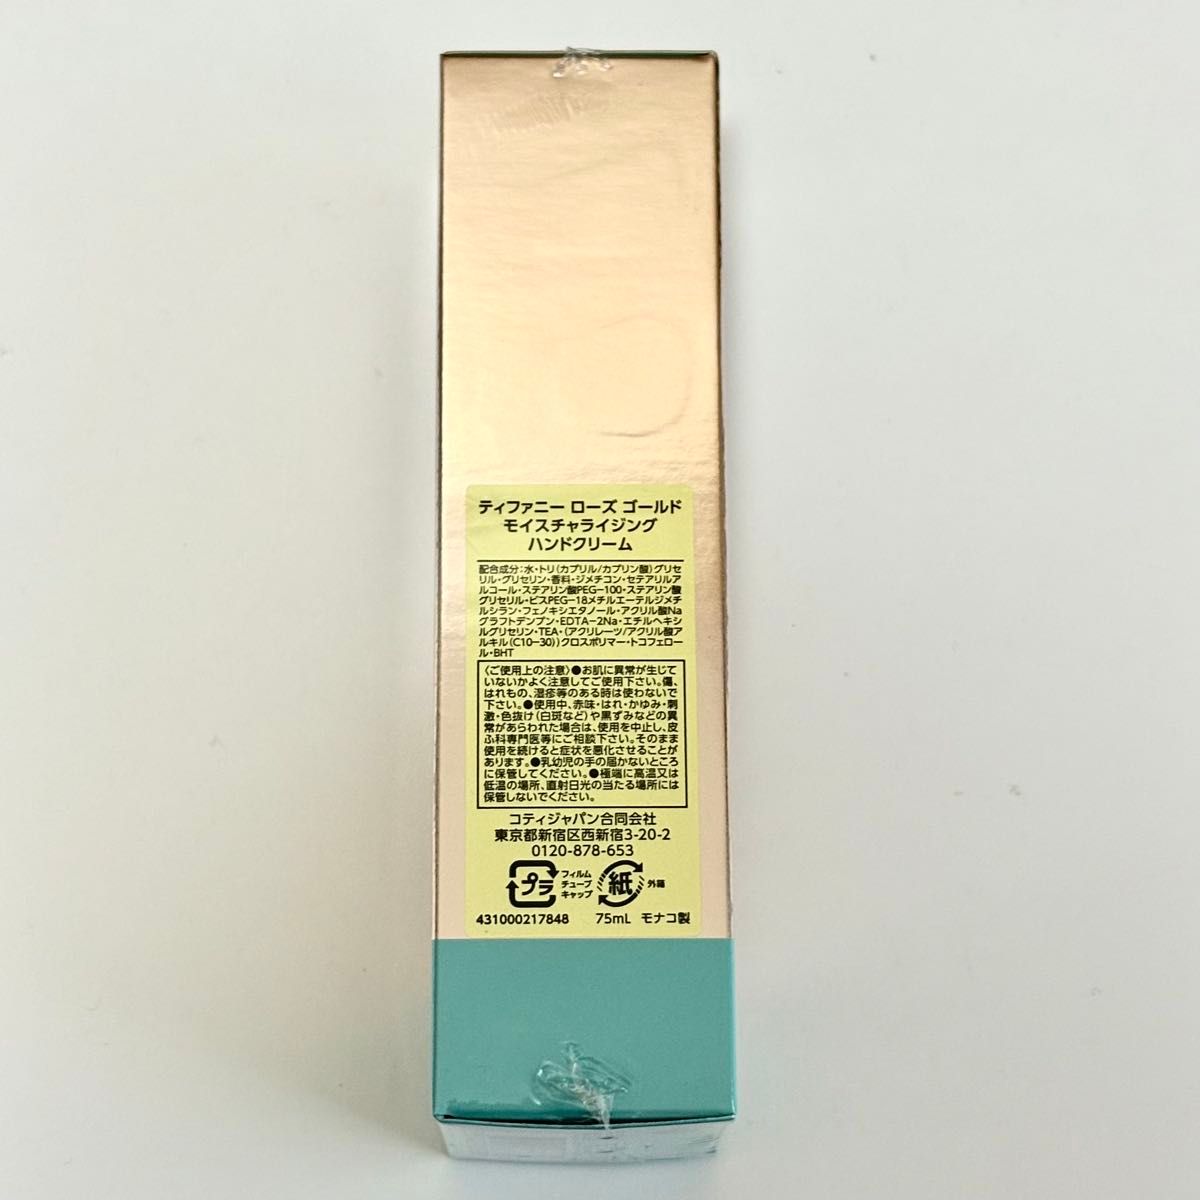 ティファニー ローズ ゴールド
モイスチャライジング
ハンドクリーム
配合成分:水・トリ(カプリル/カプリン酸)グリセ
リル・グリセリン・香料・ジメチコン・セテアリルア
ルコール・ステアリン酸PEG-100・ステアリン酸
グリセリル・ビスPEG-18メチルエーテルジメチ
ルシラン・フェノキシエタノール・アクリル酸Na
グラフトデンプン・EDTA-2Na・エチルヘキシ
ルグリセリン・TEA・(アクリレーツ/アクリル酸ア
ルキル(C10-30))クロスポリマー・トコフェロー
ル・BHT
〈ご使用上の注意〉●お肌に異常が生じて
いないかよく注意してご使用下さい。傷、
はれもの、湿疹等のある時は使わないで
下さい。●使用中、赤味・はれ・かゆみ・刺
激・色抜け(白斑など)や黒ずみなどの異
常があらわれた場合は、使用を中止し、皮
ふ科専門医等にご相談下さい。そのまま
使用を続けると症状を悪化させることが
あります。●乳幼児の手の届かないところ
に保管してください。●極端に高温又は
低温の場所、直射日光の当たる場所には
保管しないでください。
コティジャパン合同会社
東京都新宿区西新宿3-20-2
0120-878-653
プラ フィルム チューブ キャップ 紙 外箱
431000217848 75mL モナコ製